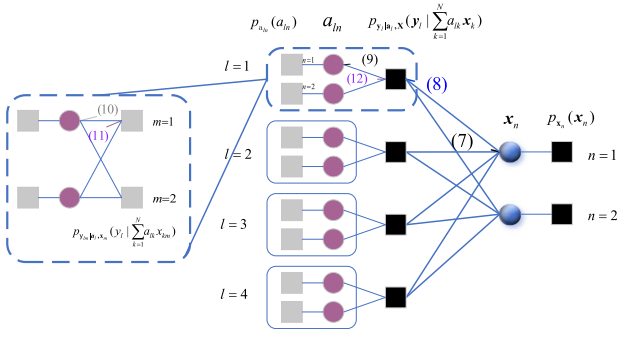 p_{a_{ln}}(a_{ln}) a_{ln} p_{y_l|a_l,X}(y_l | ∑_{k=1}^{N} a_{lk} x_k)
l = 1 n=1 (9)
n=2 (12) (8)
(10)
(11) m=1
x_n p_{x_n}(x_n)
l = 2 (7) n = 1
m=2
n = 2
p_{y_{lm}|a_l,x_m}(y_l | ∑_{k=1}^{N} a_{lk} x_{km})
l = 3
l = 4